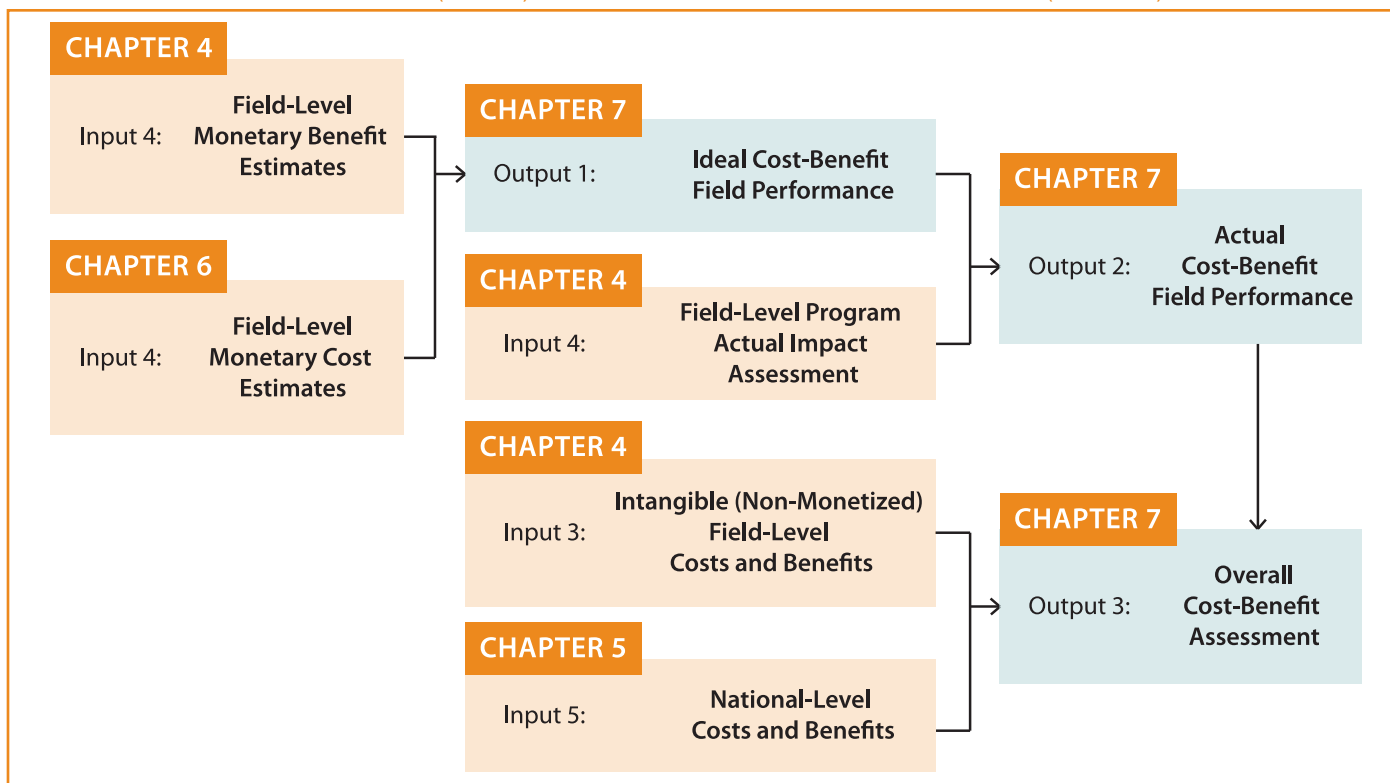 CHAPTER 4
Input 4:
Field-Level
Monetary Benefit
Estimates
CHAPTER 6
Input 4:
Field-Level
Monetary Cost
Estimates
CHAPTER 7
Output 1:
Ideal Cost-Benefit
Field Performance
CHAPTER 4
Input 4:
Field-Level Program
Actual Impact
Assessment
CHAPTER 7
Output 2:
Actual
Cost-Benefit
Field Performance
CHAPTER 4
Input 3:
Intangible (Non-Monetized)
Field-Level
Costs and Benefits
CHAPTER 5
Input 5:
National-Level
Costs and Benefits
CHAPTER 7
Output 3:
Overall
Cost-Benefit
Assessment